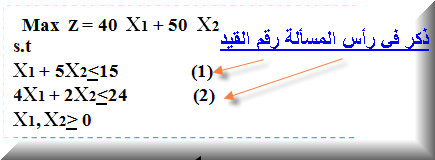 Max Z = 40 X1 + 50 X2
ذكر فى رأس المسألة رقم القيد
s.t
X1 + 5X2≤15 (1)
4X1 + 2X2≤24 (2)
X1, X2≥ 0